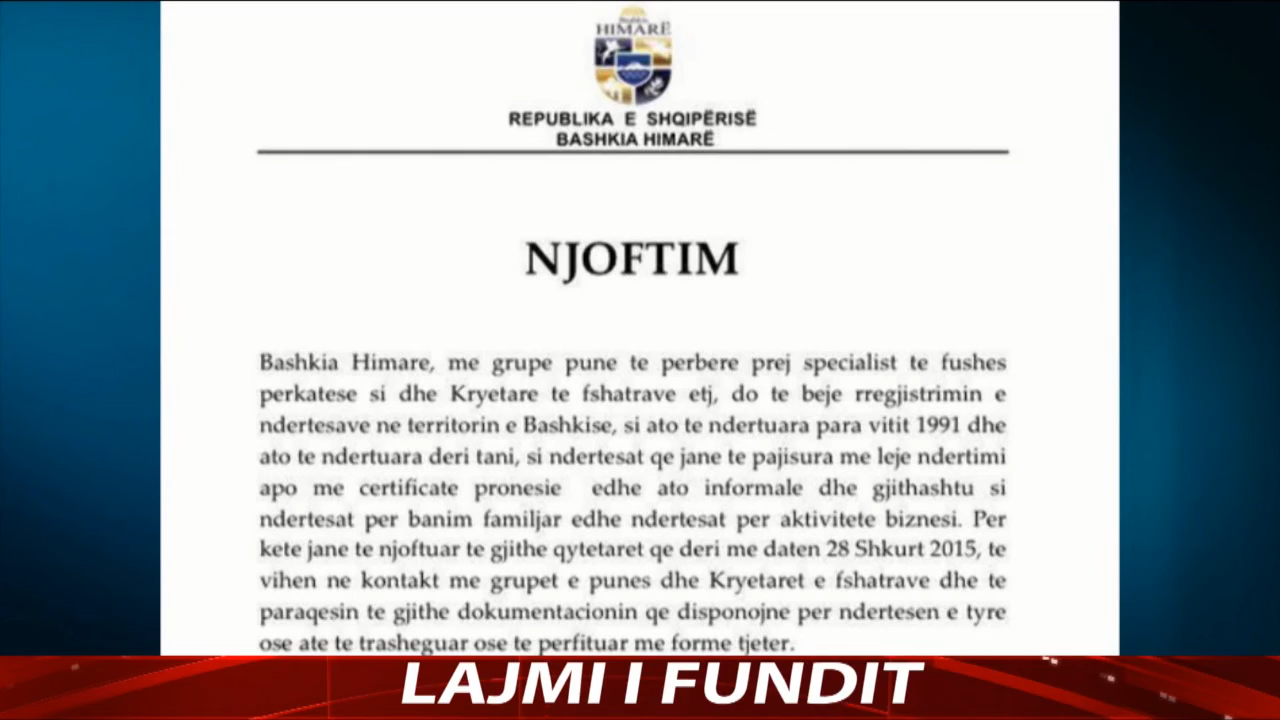 Bashkia
HIMARË
REPUBLIKA E SHQIPËRISË
BASHKIA HIMARË
NJOFTIM
Bashkia Himare, me grupe pune te perbere prej specialist te fushes
perkatese si dhe Kryetare te fshatrave etj, do te beje rregjistrimin e
ndertesave ne territorin e Bashkise, si ato te ndertuara para vitit 1991 dhe
ato te ndertuara deri tani, si ndertesat qe jane te pajisura me leje ndertimi
apo me certificate pronesie edhe ato informale dhe gjithashtu si
ndertesat per banim familjar edhe ndertesat per aktivitete biznesi. Per
kete jane te njoftuar te gjithe qytetaret qe deri me daten 28 Shkurt 2015, te
vihen ne kontakt me grupet e punes dhe Kryetaret e fshatrave dhe te
paraqesin te gjithe dokumentacionin qe disponojne per ndertesen e tyre
ose ate te trasheguar ose te perfituar me forme tjeter.
LAJMI I FUNDIT